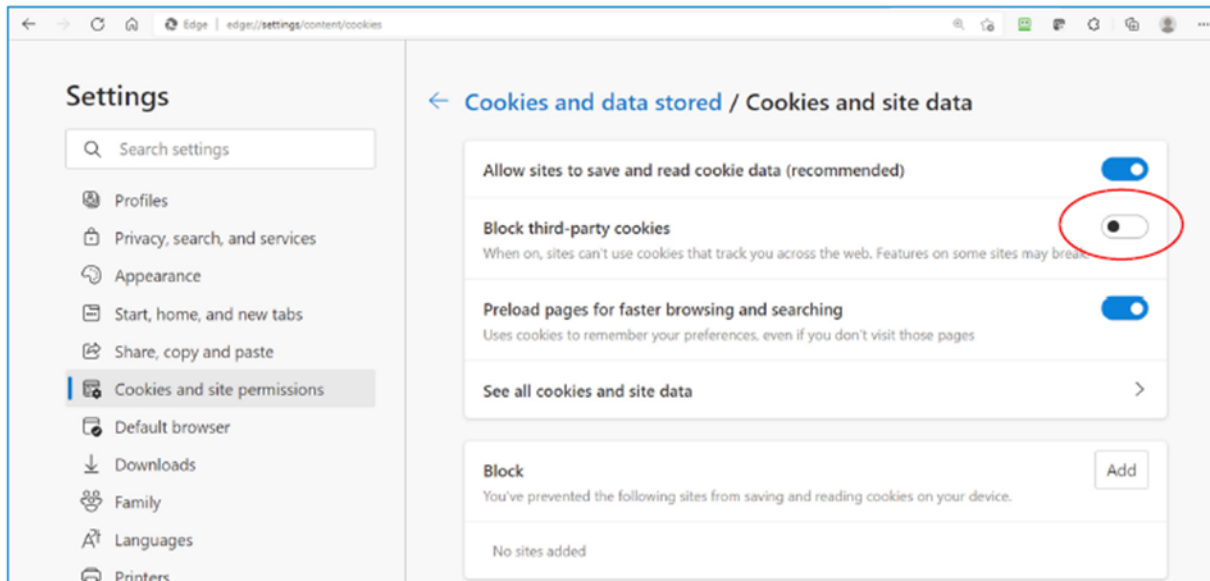 Edge | edge://settings/content/cookies
Settings
Search settings
Profiles
Privacy, search, and services
Appearance
Start, home, and new tabs
Share, copy and paste
Cookies and site permissions
Default browser
Downloads
Family
Languages
Printers
Cookies and data stored / Cookies and site data
Allow sites to save and read cookie data (recommended)
Block third-party cookies
When on, sites can't use cookies that track you across the web. Features on some sites may break.
Preload pages for faster browsing and searching
Uses cookies to remember your preferences, even if you don't visit those pages
See all cookies and site data
Block
Add
You've prevented the following sites from saving and reading cookies on your device.
No sites added